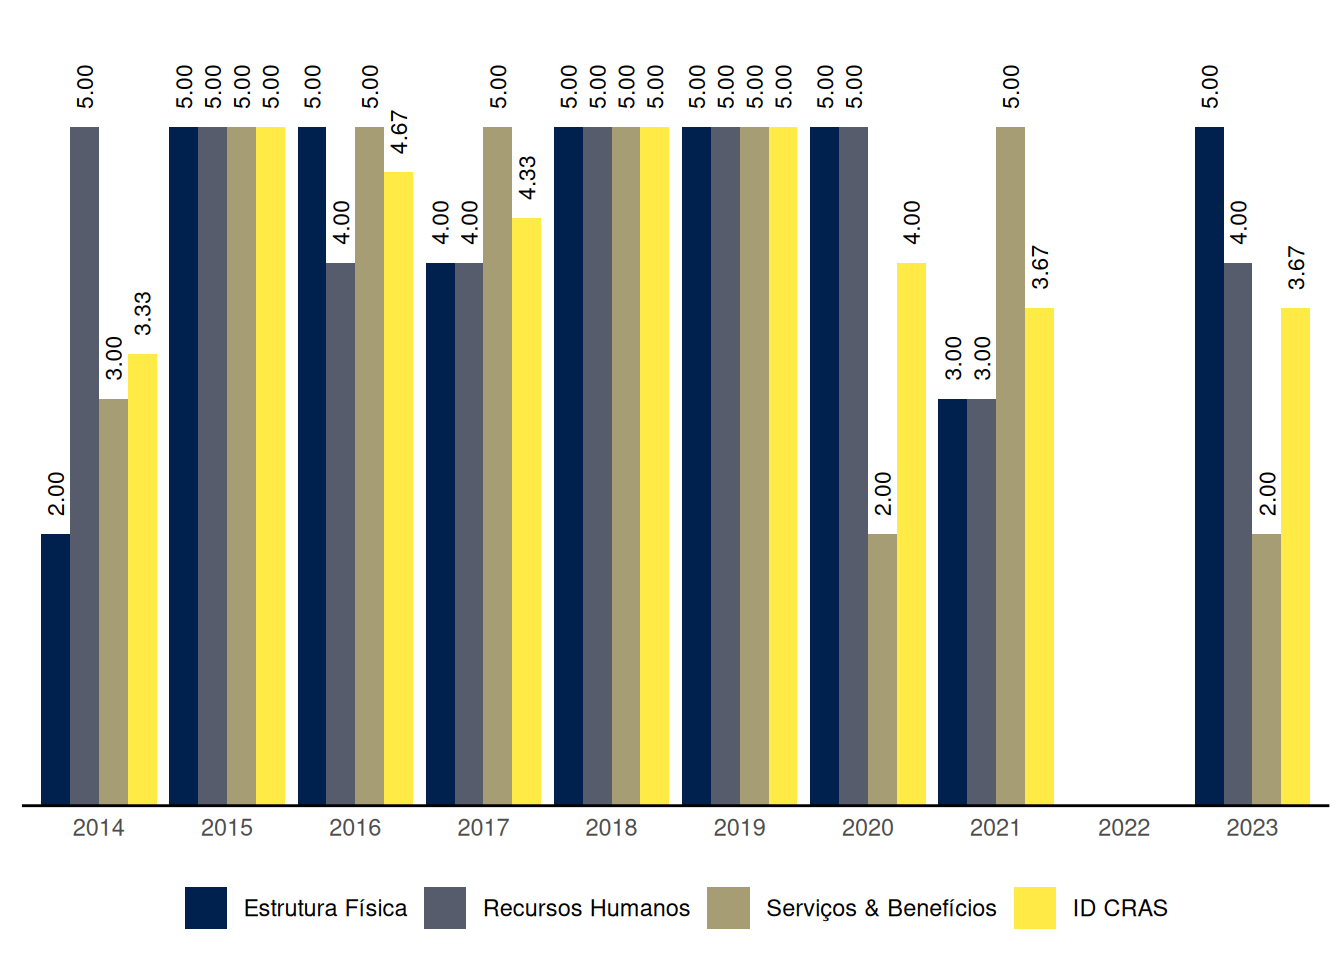 5.00 5.00 5.00 5.00 5.00 5.00 5.00 5.00 5.00 5.00 5.00 5.00 5.00 5.00 5.00 5.00 5.00 5.00 5.00 5.00
4.67
4.33
4.00 4.00 4.00 4.00 4.00
3.67 3.67
3.33
3.00 3.00 3.00
2.00 2.00 2.00
2014 2015 2016 2017 2018 2019 2020 2021 2022 2023
Estrutura Física Recursos Humanos Serviços & Benefícios ID CRAS